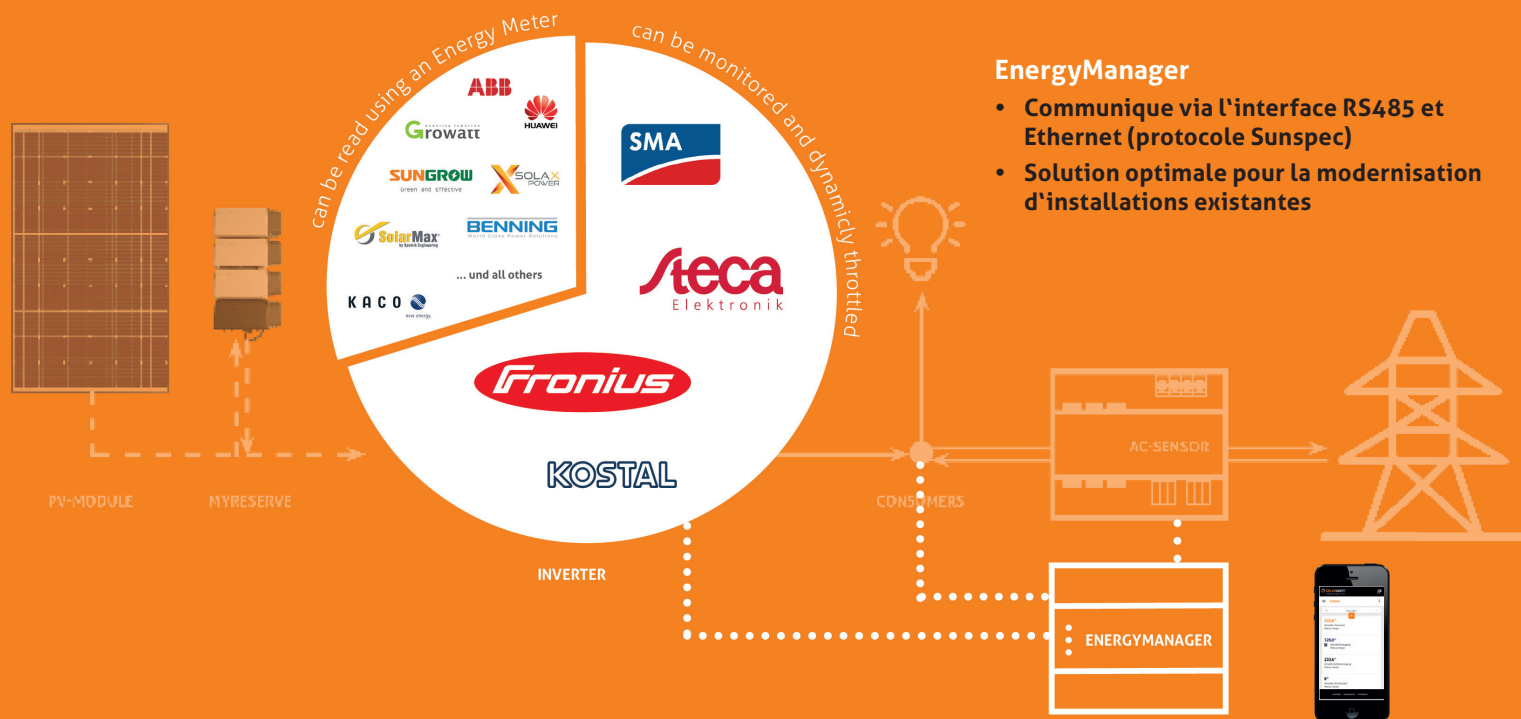 can be read using an Energy Meter
can be monitored and dynamicly throttled
ABB
HUAWEI
Growatt
SUNGROW
Green and Effective
SOLAX
POWER
SolarMax
BENNING
World Class Power Solutions
... und all others
KACO
new energy.
SMA
Steca
Elektronik
Fronius
KOSTAL
INVERTER
EnergyManager
• Communique via l‘interface RS485 et
Ethernet (protocole Sunspec)
• Solution optimale pour la modernisation
d‘installations existantes
PV-MODULE
MYRESERVE
CONSUMERS
AC-SENSOR
ENERGYMANAGER